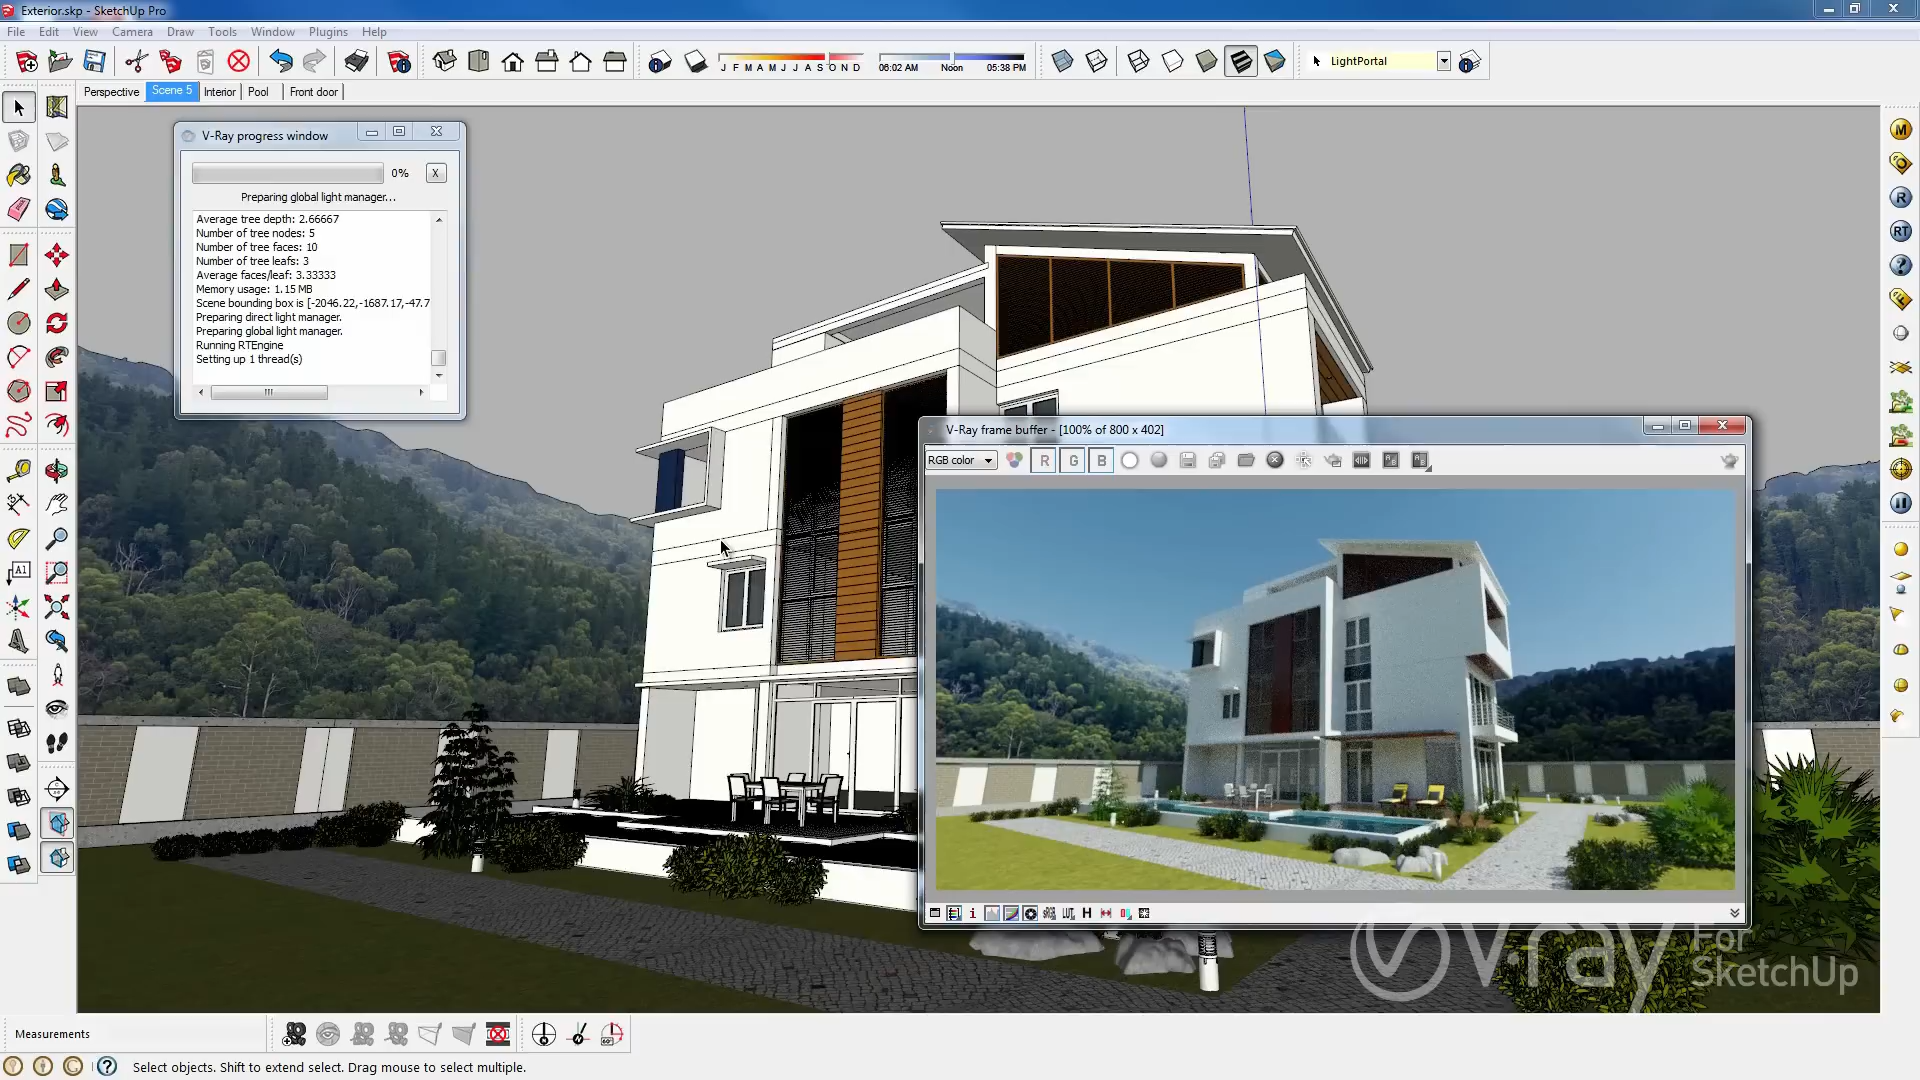 Exterior.skp - SketchUp Pro
File Edit View Camera Draw Tools Window Plugins Help
J F M A M J J A S O N D
06:02 AM Noon 05:38 PM
LightPortal
Perspective Scene 5 Interior Pool Front door
V-Ray progress window
0% X
Preparing global light manager...
Average tree depth: 2.66667
Number of tree nodes: 5
Number of tree faces: 10
Number of tree leafs: 3
Average faces/leaf: 3.33333
Memory usage: 1.15 MB
Scene bounding box is [-2046.22,-1687.17,-47.7
Preparing direct light manager.
Preparing global light manager.
Running RTEngine
Setting up 1 thread(s)
V-Ray frame buffer - [100% of 800 x 402]
RGB color R G B
M
R
RT
A1
LUT H
v-ray For SketchUp
Measurements
Select objects. Shift to extend select. Drag mouse to select multiple.